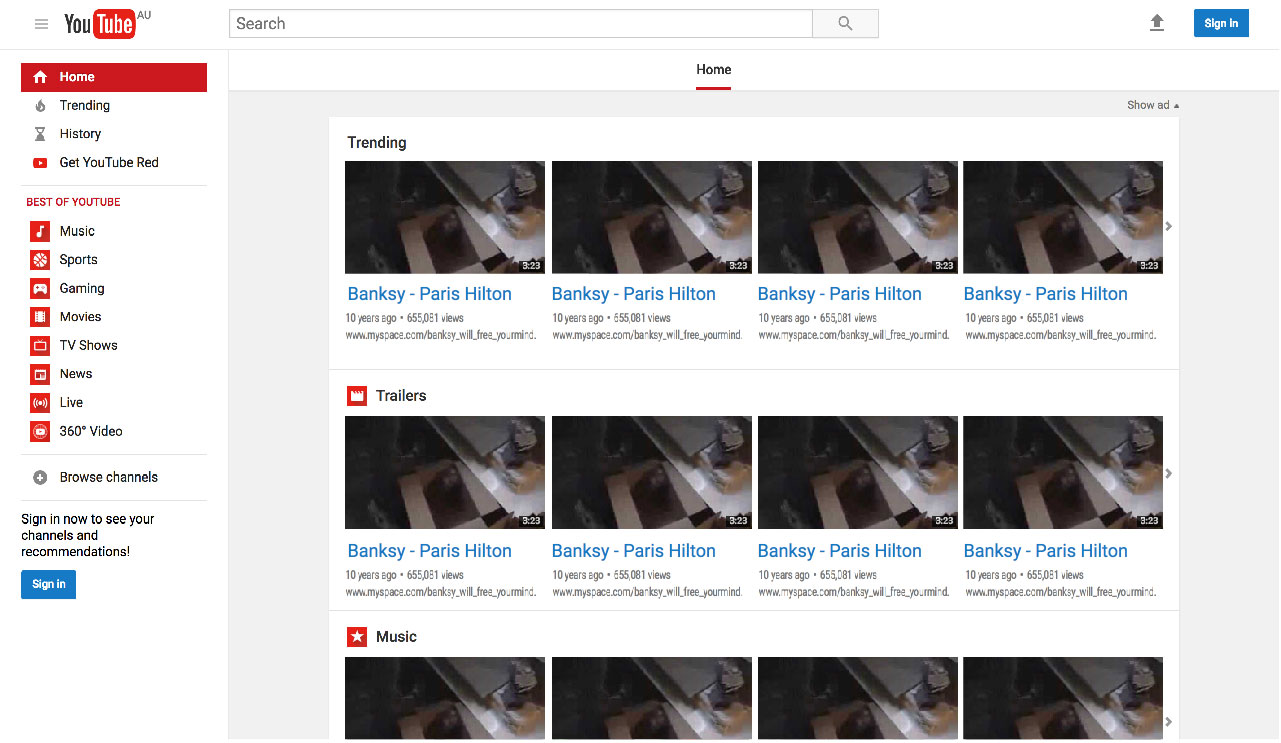 YouTube AU
Search
Sign in
Home
Trending
History
Get YouTube Red
BEST OF YOUTUBE
Music
Sports
Gaming
Movies
TV Shows
News
Live
360° Video
Browse channels
Sign in now to see your
channels and
recommendations!
Sign in
Home
Show ad
Trending
3:23 3:23 3:23 3:23
Banksy - Paris Hilton Banksy - Paris Hilton Banksy - Paris Hilton Banksy - Paris Hilton
10 years ago • 655,081 views 10 years ago • 655,081 views 10 years ago • 655,081 views 10 years ago • 655,081 views
www.myspace.com/banksy_will_free_yourmind. www.myspace.com/banksy_will_free_yourmind. www.myspace.com/banksy_will_free_yourmind. www.myspace.com/banksy_will_free_yourmind.
Trailers
3:23 3:23 3:23 3:23
Banksy - Paris Hilton Banksy - Paris Hilton Banksy - Paris Hilton Banksy - Paris Hilton
10 years ago • 655,081 views 10 years ago • 655,081 views 10 years ago • 655,081 views 10 years ago • 655,081 views
www.myspace.com/banksy_will_free_yourmind. www.myspace.com/banksy_will_free_yourmind. www.myspace.com/banksy_will_free_yourmind. www.myspace.com/banksy_will_free_yourmind.
Music